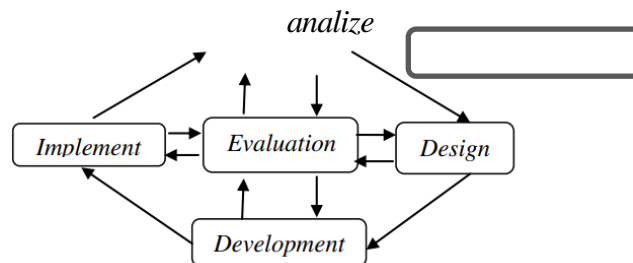 analize
Implement
Evaluation
Design
Development